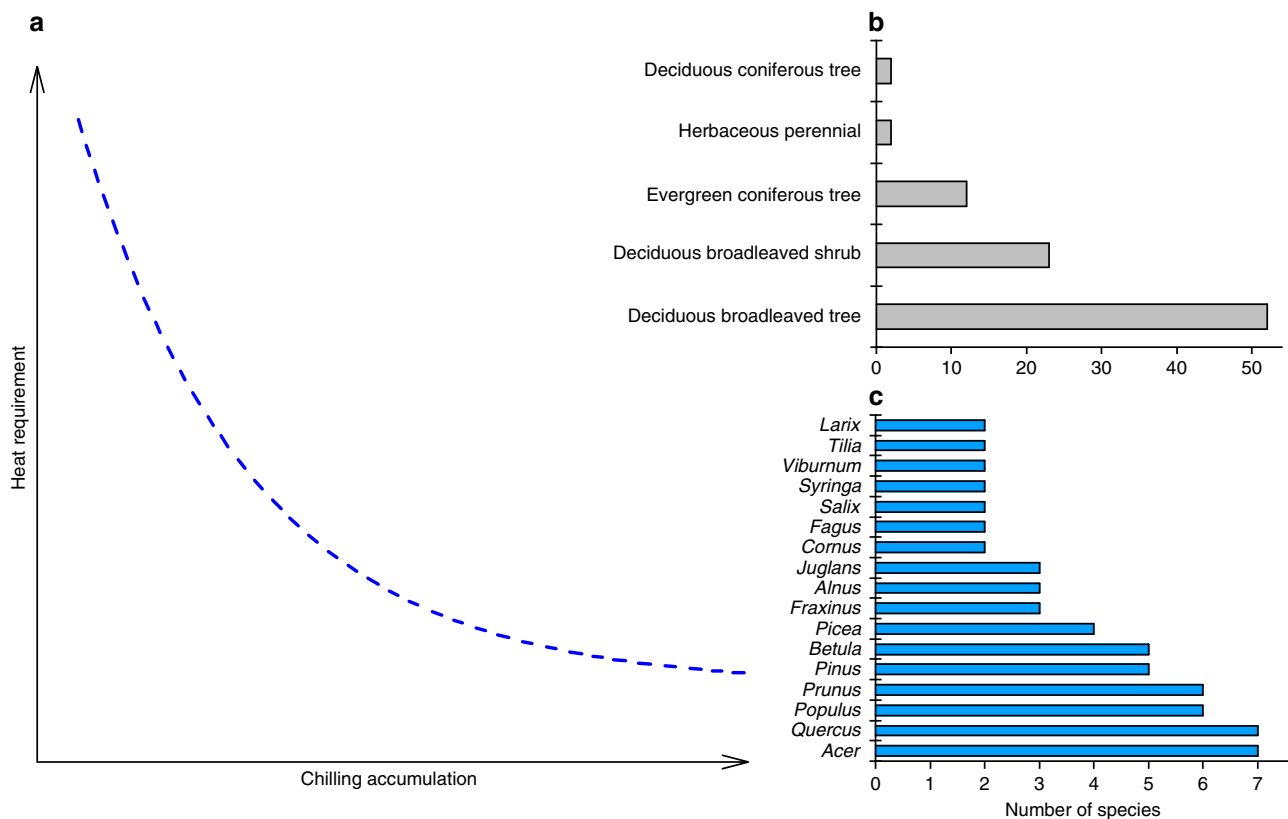 a
Heat requirement
Chilling accumulation
b
Deciduous coniferous tree
Herbaceous perennial
Evergreen coniferous tree
Deciduous broadleaved shrub
Deciduous broadleaved tree
0 10 20 30 40 50
c
Larix
Tilia
Viburnum
Syringa
Salix
Fagus
Cornus
Juglans
Alnus
Fraxinus
Picea
Betula
Pinus
Prunus
Populus
Quercus
Acer
0 1 2 3 4 5 6 7
Number of species